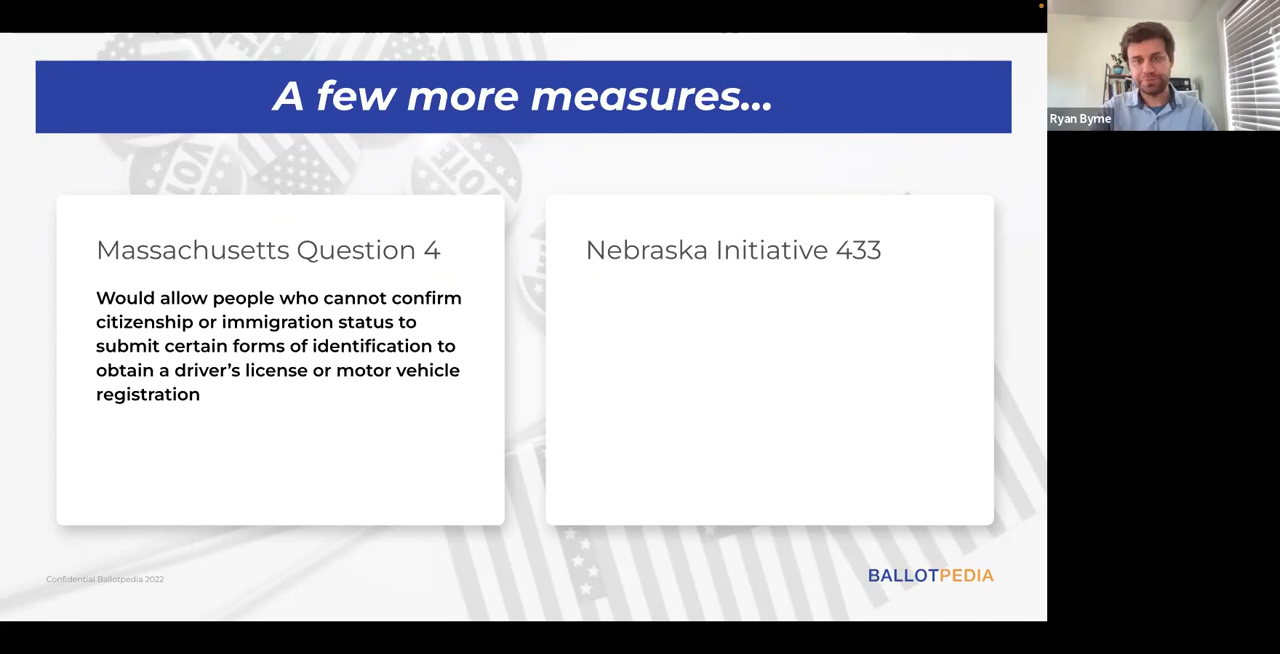 A few more measures...
Massachusetts Question 4
Would allow people who cannot confirm
citizenship or immigration status to
submit certain forms of identification to
obtain a driver’s license or motor vehicle
registration
Nebraska Initiative 433
Confidential Ballotpedia 2022
BALLOTPEDIA
Ryan Byrne
VOTE
VOTE